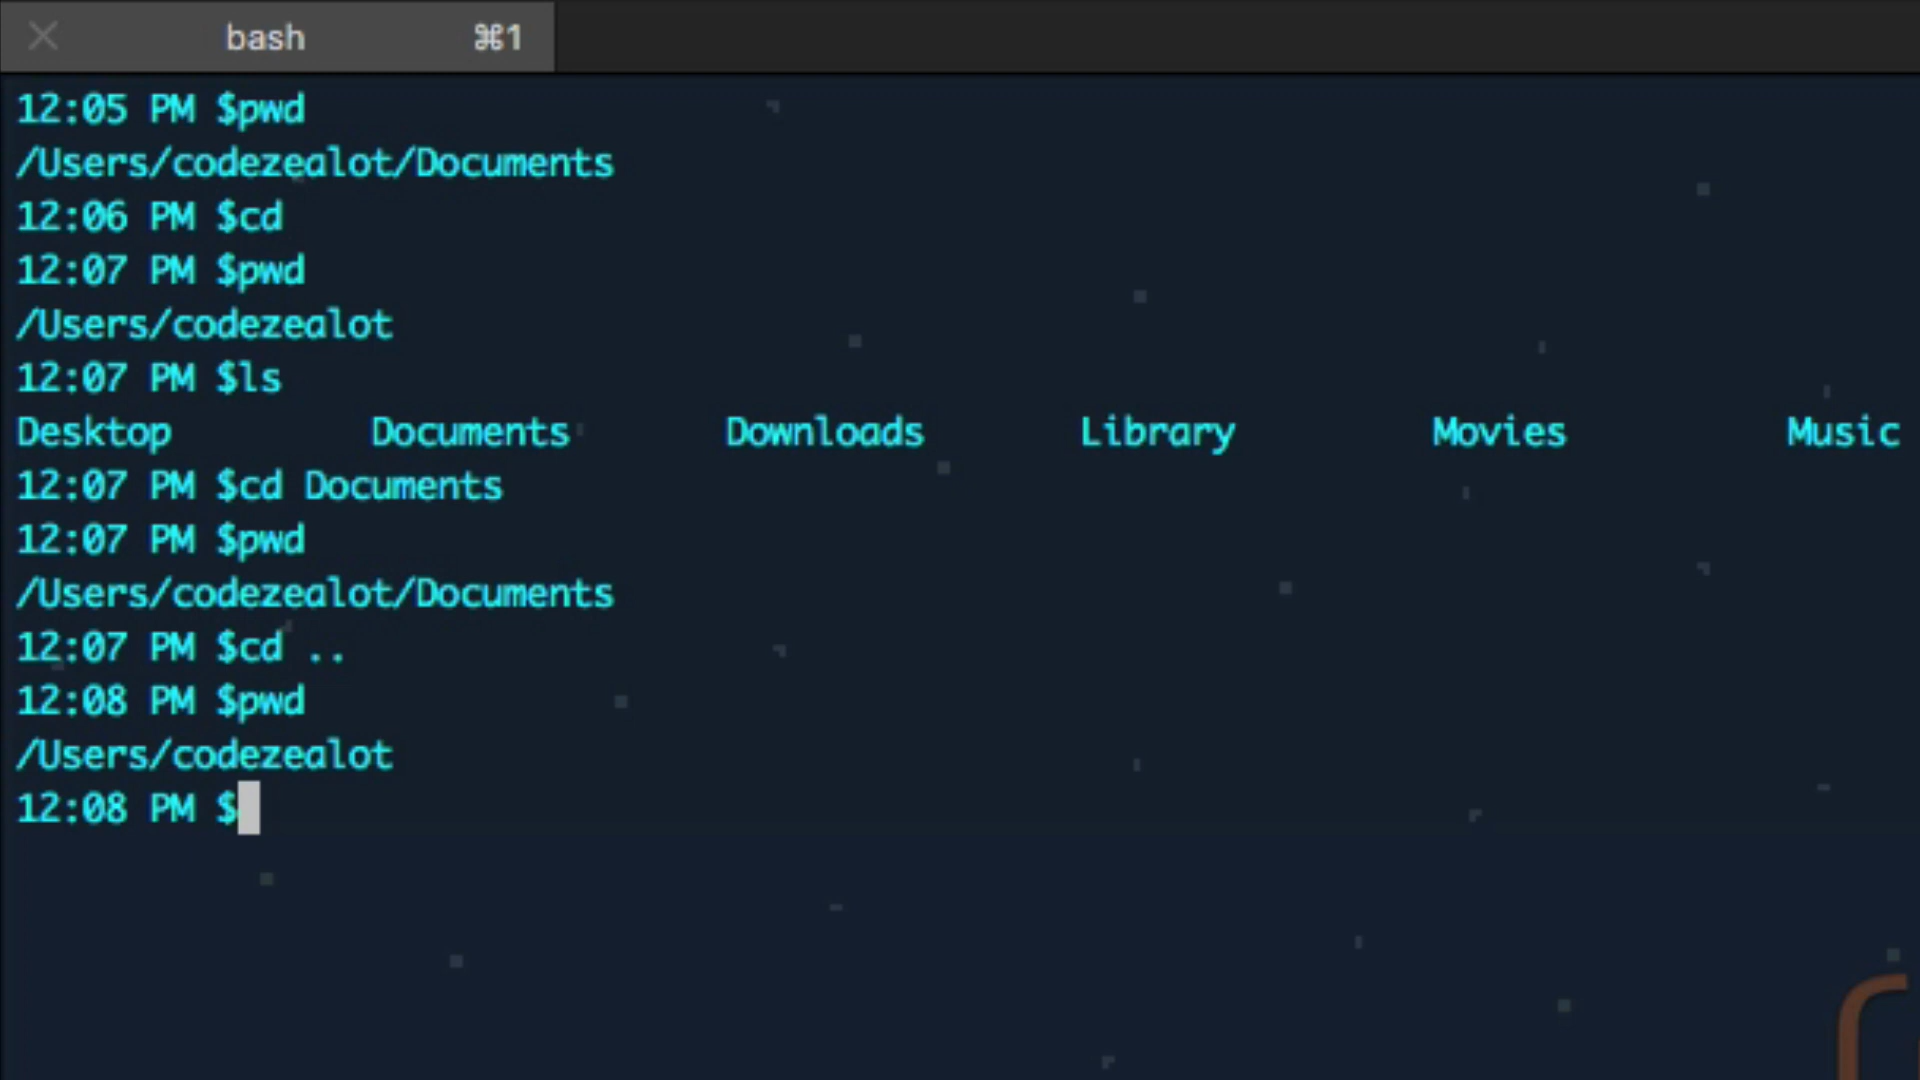 bash ⌘1
12:05 PM $pwd
/Users/codezealot/Documents
12:06 PM $cd
12:07 PM $pwd
/Users/codezealot
12:07 PM $ls
Desktop Documents Downloads Library Movies Music
12:07 PM $cd Documents
12:07 PM $pwd
/Users/codezealot/Documents
12:07 PM $cd ..
12:08 PM $pwd
/Users/codezealot
12:08 PM $